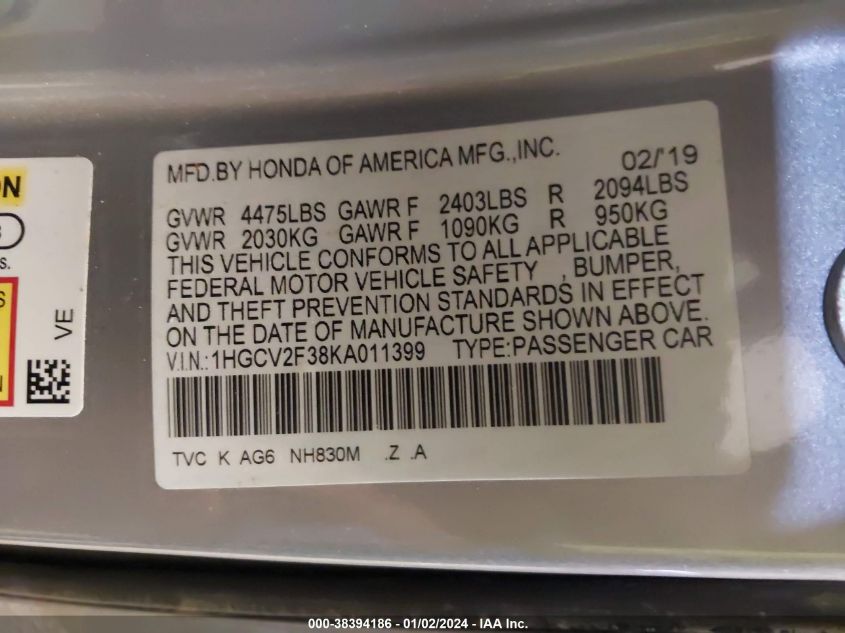 ON
3
S.
S
N
VE
MFD.BY HONDA OF AMERICA MFG.,INC. 02/'19
GVWR 4475LBS GAWR F 2403LBS R 2094LBS
GVWR 2030KG GAWR F 1090KG R 950KG
THIS VEHICLE CONFORMS TO ALL APPLICABLE
FEDERAL MOTOR VEHICLE SAFETY , BUMPER,
AND THEFT PREVENTION STANDARDS IN EFFECT
ON THE DATE OF MANUFACTURE SHOWN ABOVE.
V.I.N.: 1HGCV2F38KA011399 TYPE:PASSENGER CAR
TVC K AG6 NH830M .Z .A
000-38394186 - 01/02/2024 - IAA Inc.